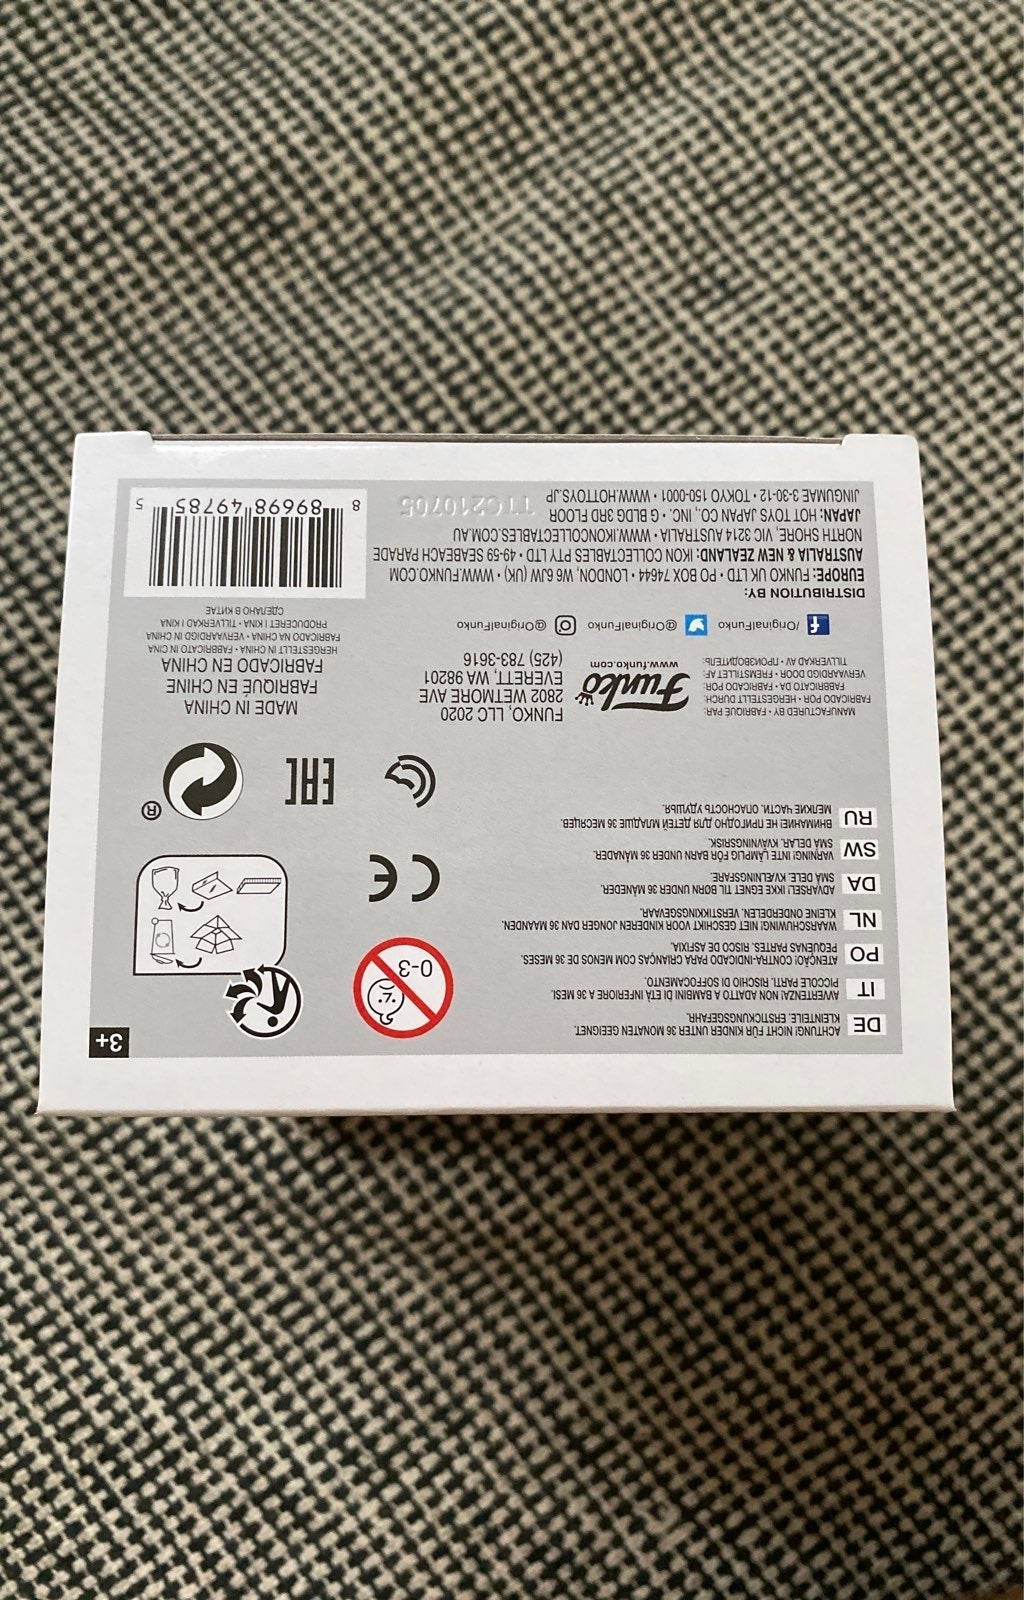 3+
DE
ACHTUNG! NICHT FÜR KINDER UNTER 36 MONATEN GEEIGNET.
KLEINTEILE. ERSTICKUNGSGEFAHR.
IT
AVVERTENZA! NON ADATTO A BAMBINI DI ETÀ INFERIORE A 36 MESI.
PICCOLE PARTI. RISCHIO DI SOFFOCAMENTO.
PO
ATENÇÃO! CONTRA-INDICADO PARA CRIANÇAS COM MENOS DE 36 MESES.
PEQUENAS PARTES. RISCO DE ASFIXIA.
NL
WAARSCHUWING! NIET GESCHIKT VOOR KINDEREN JONGER DAN 36 MAANDEN.
KLEINE ONDERDELEN. VERSTIKKINGSGEVAAR.
DA
ADVARSEL! IKKE EGNET TIL BØRN UNDER 36 MÅNEDER.
SMÅ DELE. KVÆLNINGSFARE.
SW
VARNING! INTE LÄMPLIG FÖR BARN UNDER 36 MÅNADER.
SMÅ DELAR. KVÄVNINGSRISK.
RU
ВНИМАНИЕ! НЕ ПРИГОДНО ДЛЯ ДЕТЕЙ МЛАДШЕ 36 МЕСЯЦЕВ.
МЕЛКИЕ ЧАСТИ. ОПАСНОСТЬ УДУШЬЯ.
0-3
CE
EAC
®
MANUFACTURED BY • FABRIQUÉ PAR:
FABRICADO POR • HERGESTELLT DURCH:
FABBRICATO DA • FABRICADO POR:
VERVAARDIGD DOOR • FREMSTILLET AF:
TILLVERKAD AV • ПРОИЗВОДИТЕЛЬ:
Funko
www.funko.com
FUNKO, LLC 2020
2802 WETMORE AVE
EVERETT, WA 98201
(425) 783-3616
MADE IN CHINA
FABRIQUÉ EN CHINE
FABRICADO EN CHINA
HERGESTELLT IN CHINA • FABBRICATO IN CINA
FABRICADO NA CHINA • VERVAARDIGD IN CHINA
PRODUCERET I KINA • TILLVERKAD I KINA
СДЕЛАНО В КИТАЕ
f /OriginalFunko @OriginalFunko @OriginalFunko
DISTRIBUTION BY:
EUROPE: FUNKO UK LTD • PO BOX 74644 • LONDON, W6 6JW (UK) • WWW.FUNKO.COM
AUSTRALIA & NEW ZEALAND: IKON COLLECTABLES PTY LTD • 49-59 SEABEACH PARADE
NORTH SHORE, VIC 3214 AUSTRALIA • WWW.IKONCOLLECTABLES.COM.AU
JAPAN: HOT TOYS JAPAN CO., INC. • G BLDG 3RD FLOOR
JINGUMAE 3-30-12 • TOKYO 150-0001 • WWW.HOTTOYS.JP
TTC210705
8 89698 49785 5